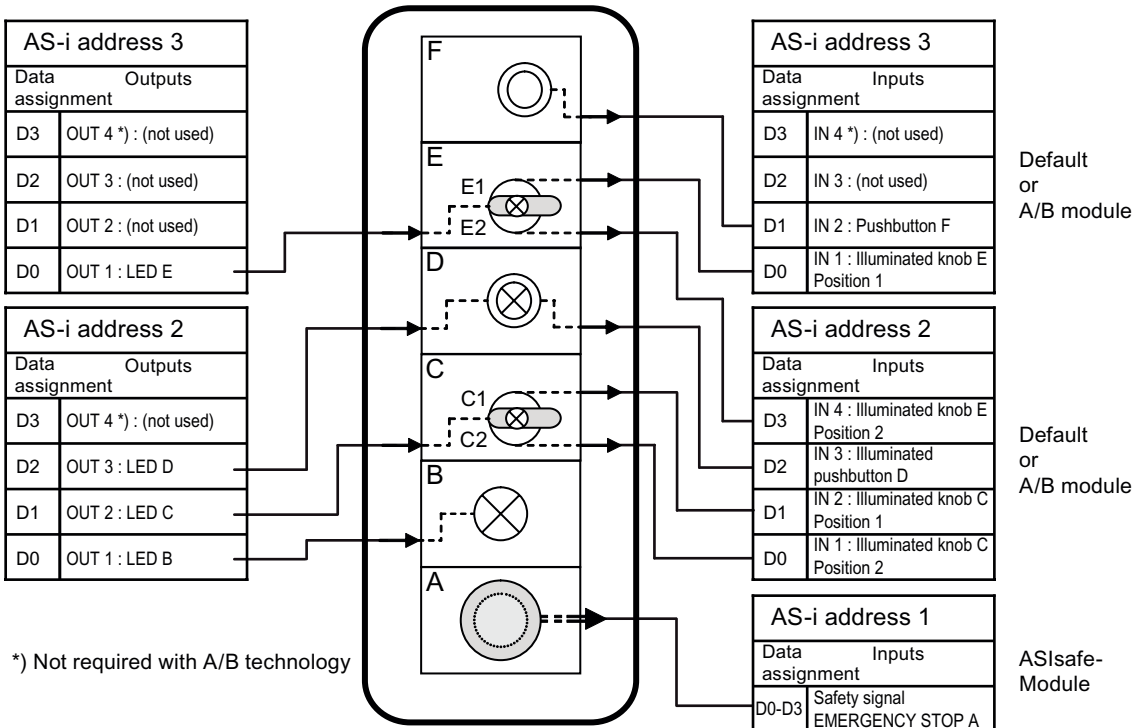 AS-i address 3
Data Outputs
assignment
D3 OUT 4 *) : (not used)
D2 OUT 3 : (not used)
D1 OUT 2 : (not used)
D0 OUT 1 : LED E
AS-i address 2
Data Outputs
assignment
D3 OUT 4 *) : (not used)
D2 OUT 3 : LED D
D1 OUT 2 : LED C
D0 OUT 1 : LED B
*) Not required with A/B technology
F
E
E1
E2
D
C
C1
C2
B
A
AS-i address 3
Data Inputs
assignment
D3 IN 4 *) : (not used)
D2 IN 3 : (not used)
D1 IN 2 : Pushbutton F
D0 IN 1 : Illuminated knob E
Position 1
Default
or
A/B module
AS-i address 2
Data Inputs
assignment
D3 IN 4 : Illuminated knob E
Position 2
D2 IN 3 : Illuminated
pushbutton D
D1 IN 2 : Illuminated knob C
Position 1
D0 IN 1 : Illuminated knob C
Position 2
Default
or
A/B module
AS-i address 1
Data Inputs
assignment
D0-D3 Safety signal
EMERGENCY STOP A
ASIsafe-
Module